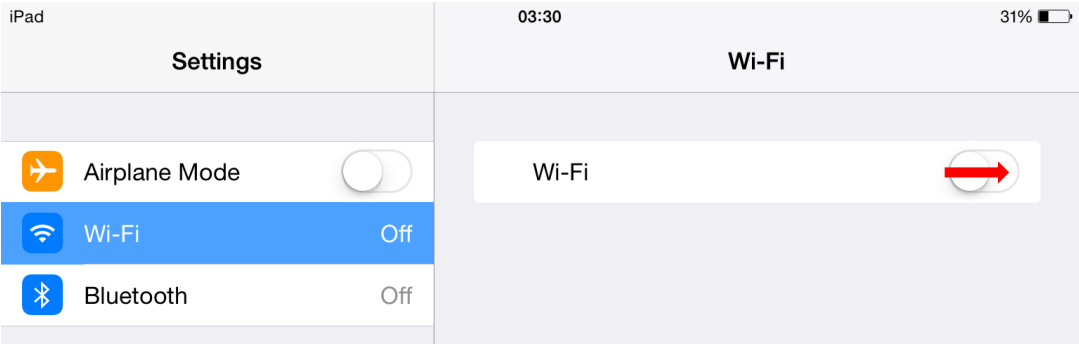 iPad 03:30 31%
Settings Wi-Fi
Airplane Mode
Wi-Fi
Wi-Fi Off
Bluetooth Off